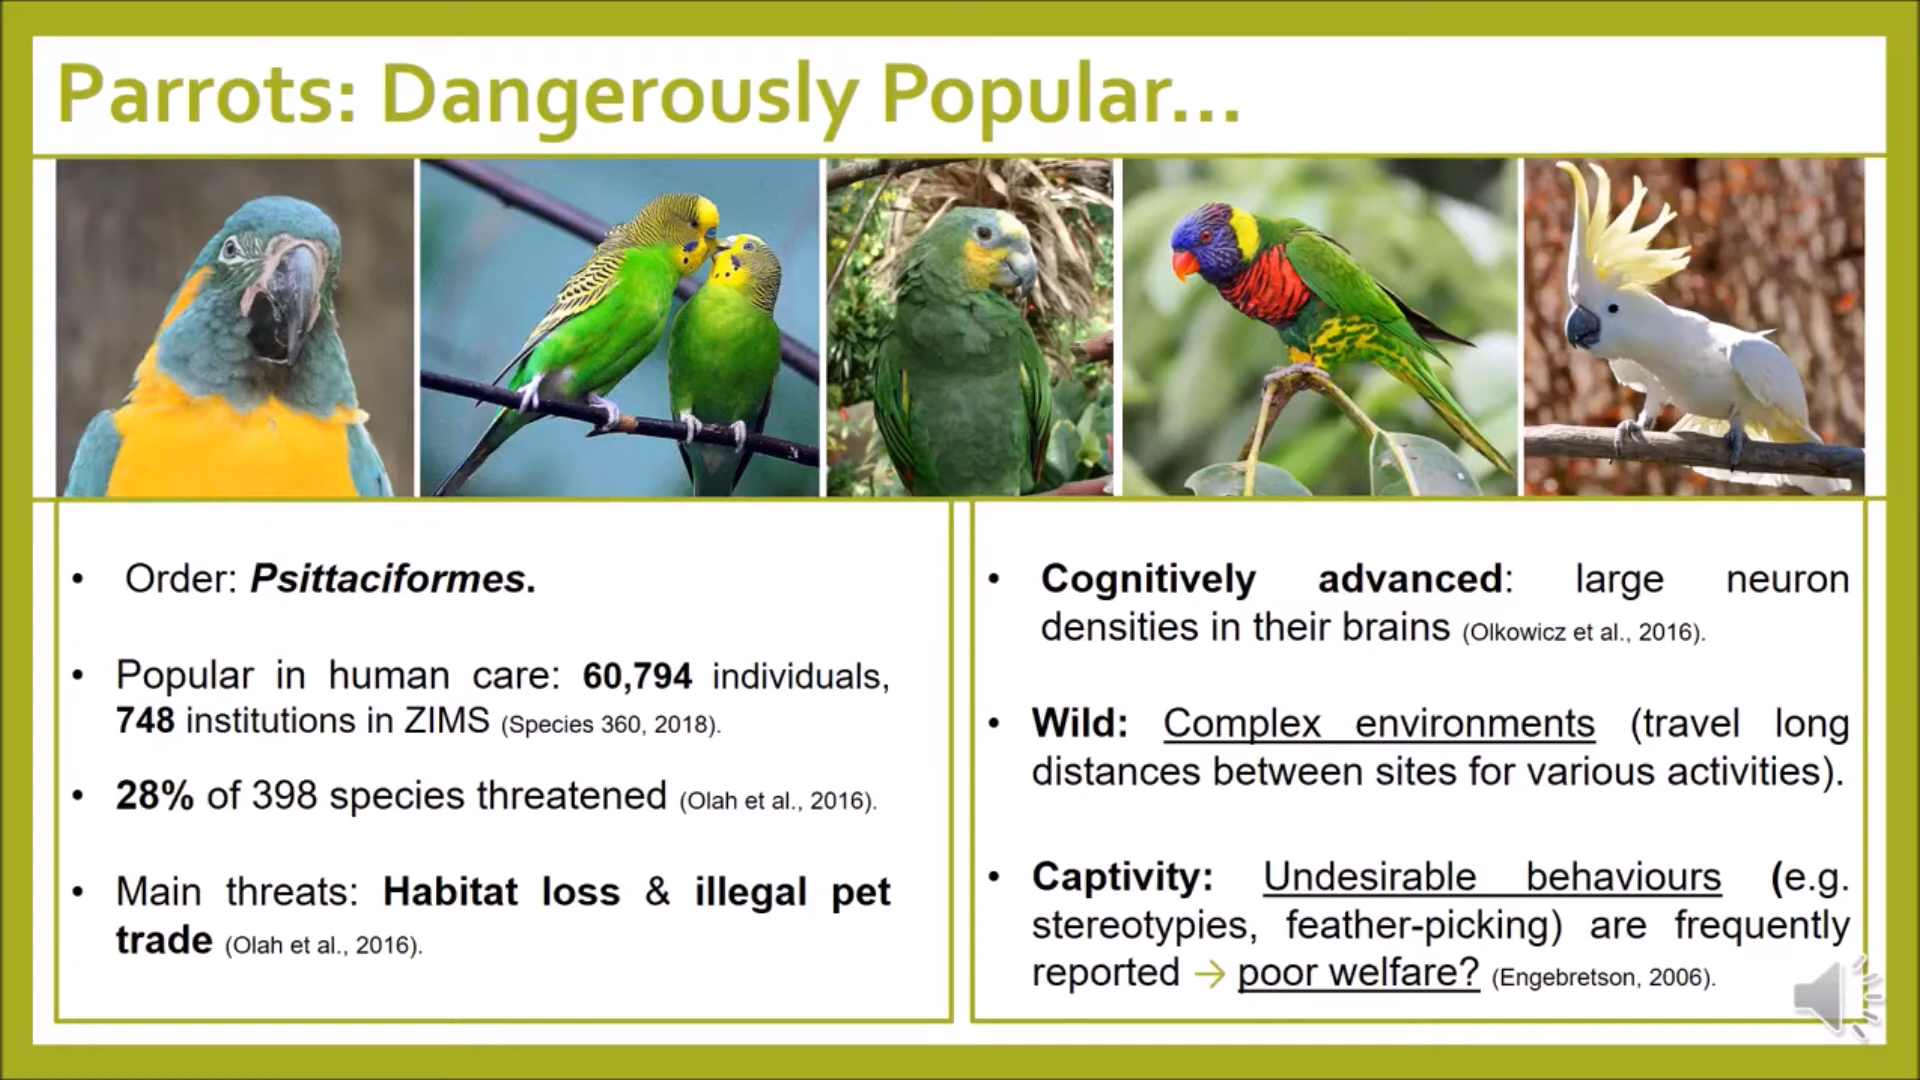 Parrots: Dangerously Popular...
• Order: Psittaciformes.
• Popular in human care: 60,794 individuals,
748 institutions in ZIMS (Species 360, 2018).
• 28% of 398 species threatened (Olah et al., 2016).
• Main threats: Habitat loss & illegal pet
trade (Olah et al., 2016).
• Cognitively advanced: large neuron
densities in their brains (Olkowicz et al., 2016).
• Wild: Complex environments (travel long
distances between sites for various activities).
• Captivity: Undesirable behaviours (e.g.
stereotypies, feather-picking) are frequently
reported → poor welfare? (Engebretson, 2006).